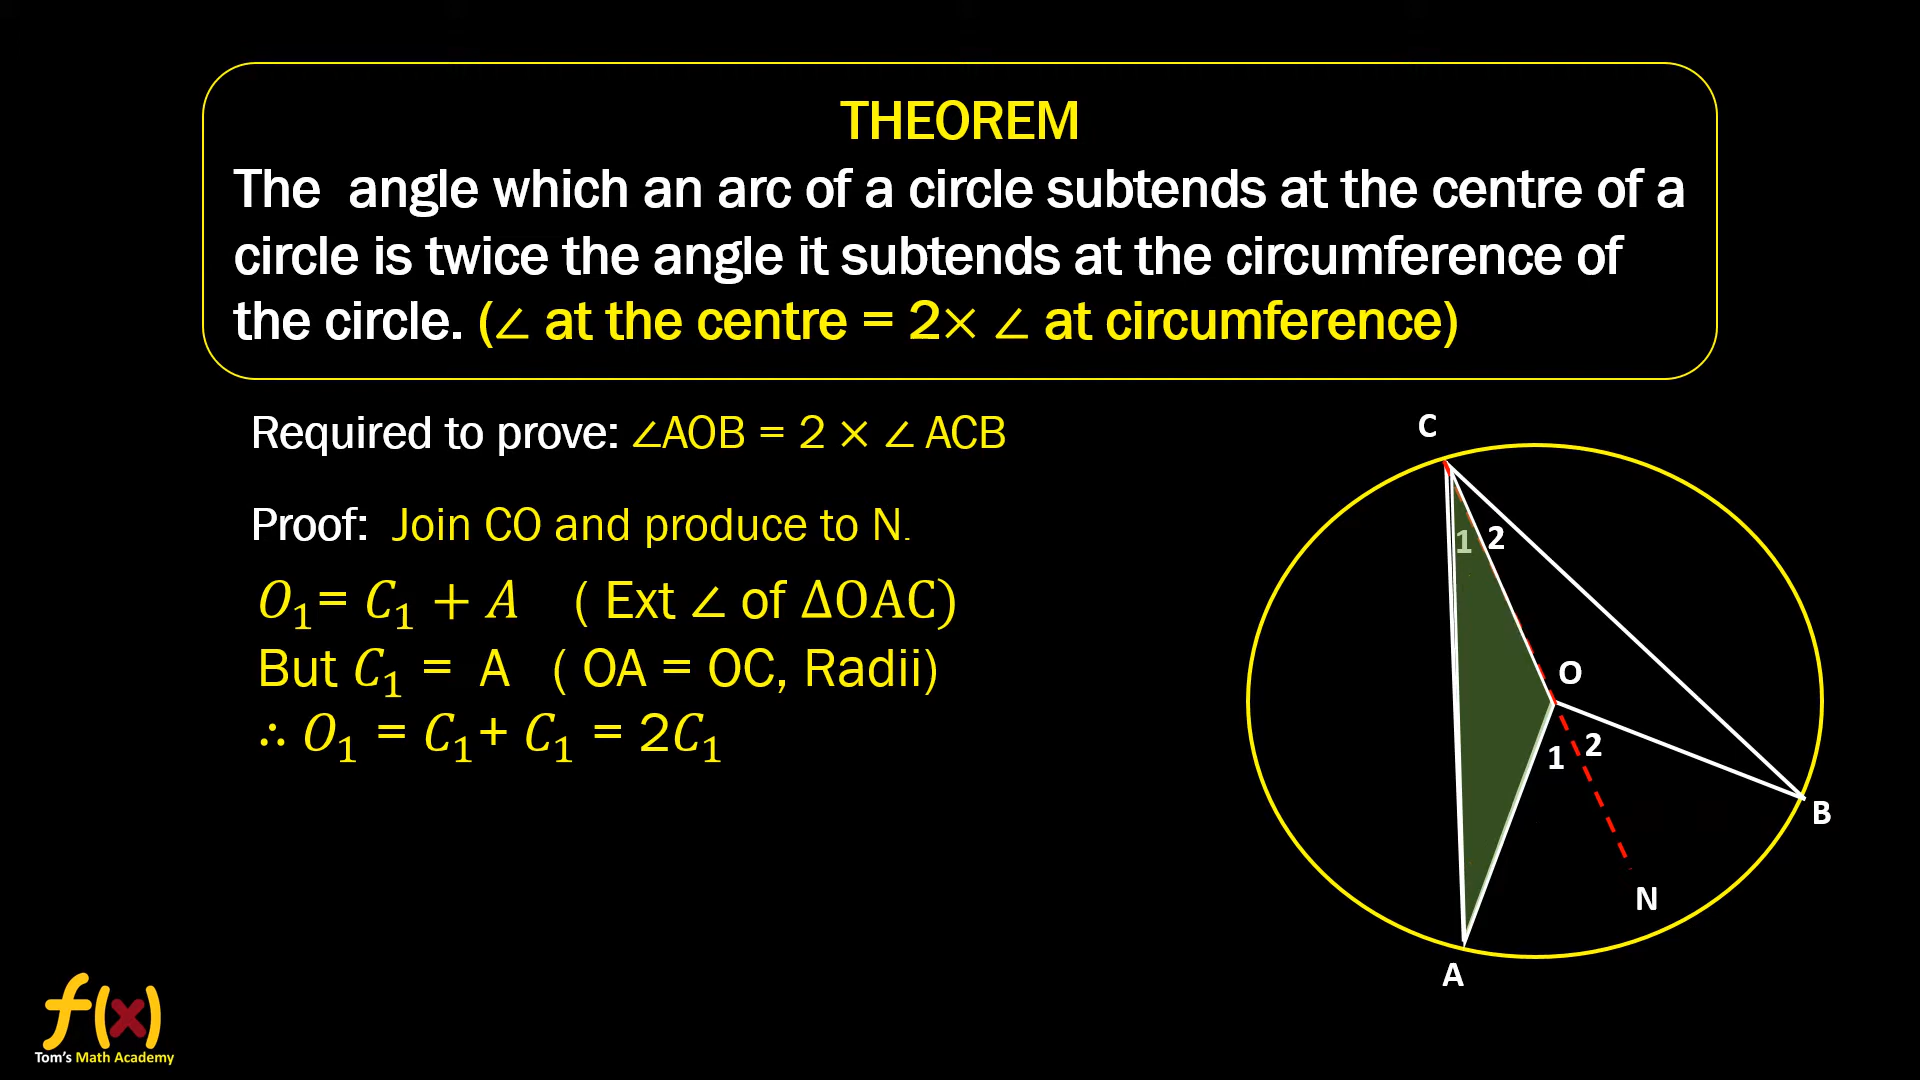 THEOREM
The angle which an arc of a circle subtends at the centre of a
circle is twice the angle it subtends at the circumference of
the circle. (∠ at the centre = 2× ∠ at circumference)
Required to prove: ∠AOB = 2 × ∠ ACB
Proof: Join CO and produce to N.
O₁= C₁ + A ( Ext ∠ of ΔOAC)
But C₁ = A ( OA = OC, Radii)
∴ O₁ = C₁+ C₁ = 2C₁
C
1 2
O
1 2
B
N
A
f(x)
Tom's Math Academy